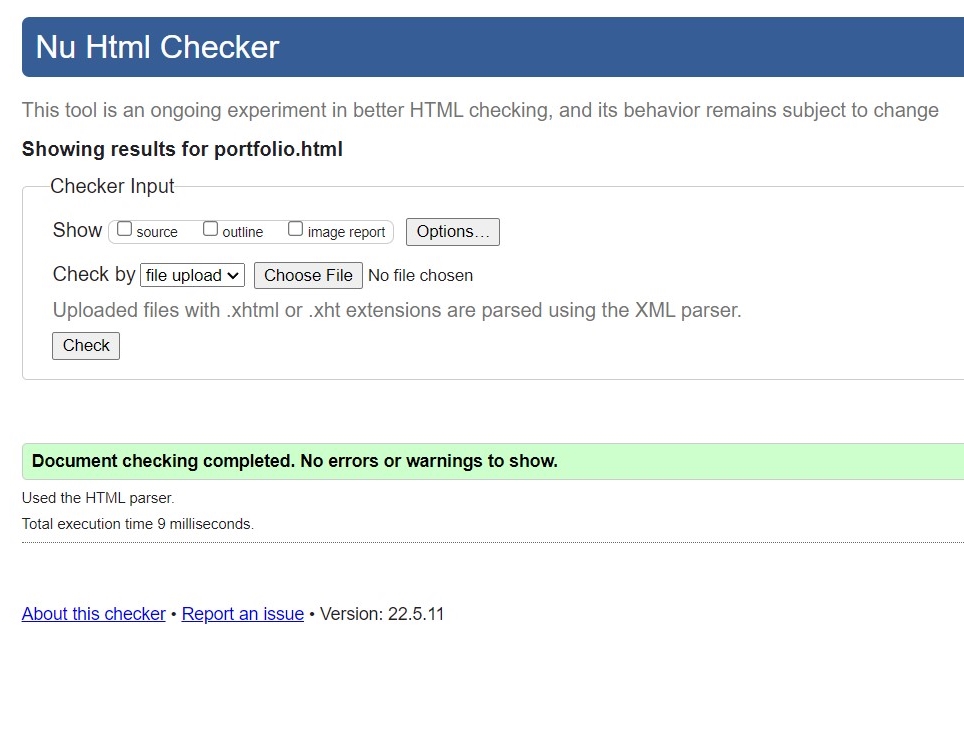 Nu Html Checker
This tool is an ongoing experiment in better HTML checking, and its behavior remains subject to change
Showing results for portfolio.html
Checker Input
Show source outline image report Options…
Check by file upload Choose File No file chosen
Uploaded files with .xhtml or .xht extensions are parsed using the XML parser.
Check
Document checking completed. No errors or warnings to show.
Used the HTML parser.
Total execution time 9 milliseconds.
About this checker • Report an issue • Version: 22.5.11